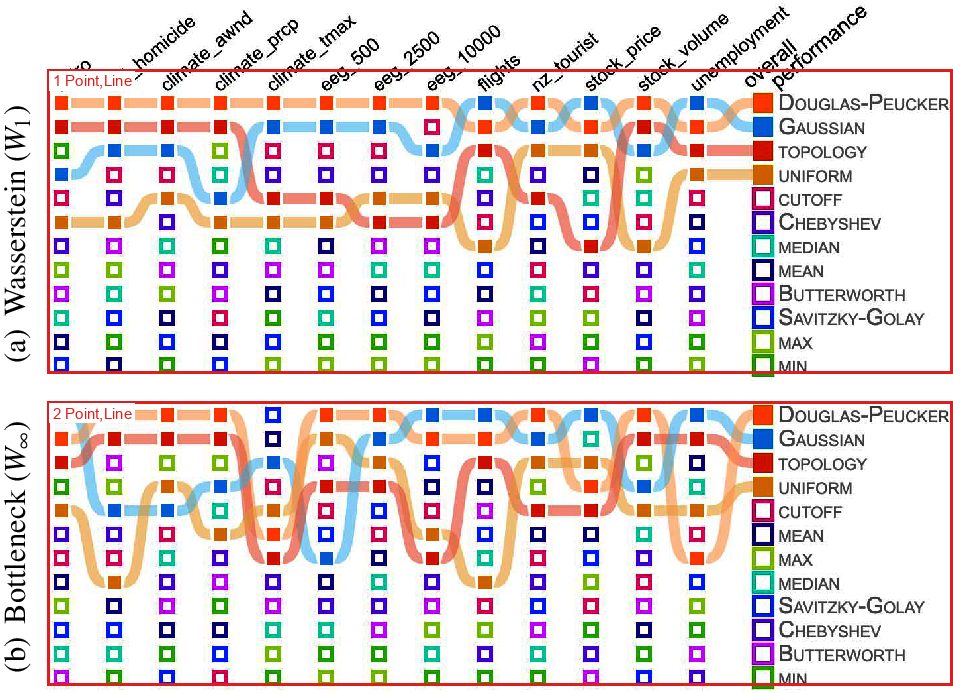 homicide
climate_awnd
climate_prcp
climate_tmax
eeg_500
eeg_2500
eeg_10000
flights
nz_tourist
stock_price
stock_volume
unemployment
overall
performance
(a) Wasserstein (W₁)
1 Point,Line
DOUGLAS-PEUCKER
GAUSSIAN
TOPOLOGY
UNIFORM
CUTOFF
CHEBYSHEV
MEDIAN
MEAN
BUTTERWORTH
SAVITZKY-GOLAY
MAX
MIN
(b) Bottleneck (W∞)
2 Point,Line
DOUGLAS-PEUCKER
GAUSSIAN
TOPOLOGY
UNIFORM
CUTOFF
MEAN
MAX
MEDIAN
SAVITZKY-GOLAY
CHEBYSHEV
BUTTERWORTH
MIN